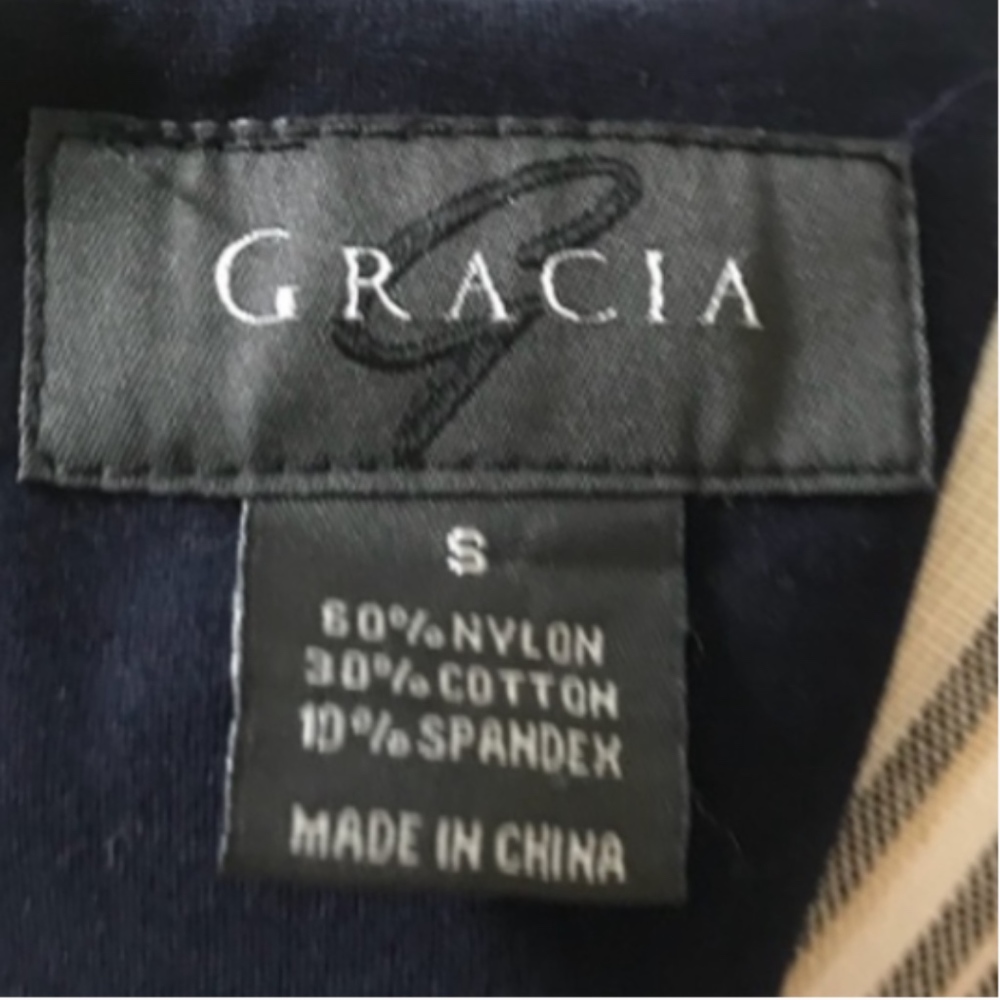 GRACIA
S
60%NYLON
30%COTTON
10%SPANDEX
MADE IN CHINA